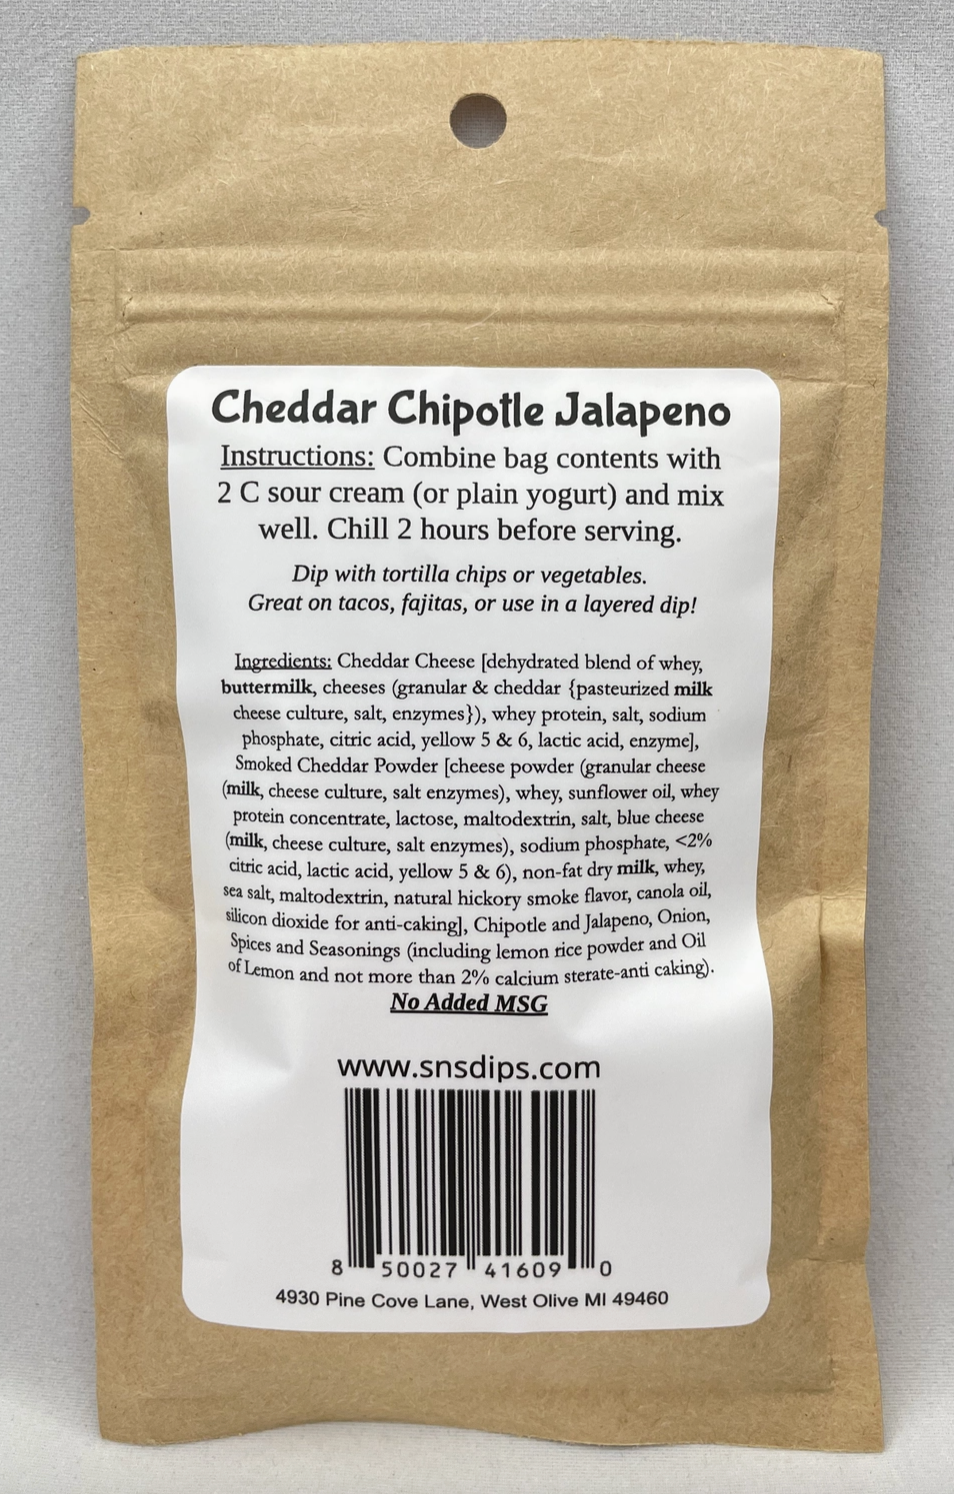 Cheddar Chipotle Jalapeno
Instructions: Combine bag contents with
2 C sour cream (or plain yogurt) and mix
well. Chill 2 hours before serving.
Dip with tortilla chips or vegetables.
Great on tacos, fajitas, or use in a layered dip!
Ingredients: Cheddar Cheese [dehydrated blend of whey,
buttermilk, cheeses (granular & cheddar {pasteurized milk
cheese culture, salt, enzymes}), whey protein, salt, sodium
phosphate, citric acid, yellow 5 & 6, lactic acid, enzyme],
Smoked Cheddar Powder [cheese powder (granular cheese
(milk, cheese culture, salt enzymes), whey, sunflower oil, whey
protein concentrate, lactose, maltodextrin, salt, blue cheese
(milk, cheese culture, salt enzymes), sodium phosphate, <2%
citric acid, lactic acid, yellow 5 & 6), non-fat dry milk, whey,
sea salt, maltodextrin, natural hickory smoke flavor, canola oil,
silicon dioxide for anti-caking], Chipotle and Jalapeno, Onion,
Spices and Seasonings (including lemon rice powder and Oil
of Lemon and not more than 2% calcium sterate-anti caking).
No Added MSG
www.snsdips.com
8 50027 41609 0
4930 Pine Cove Lane, West Olive MI 49460